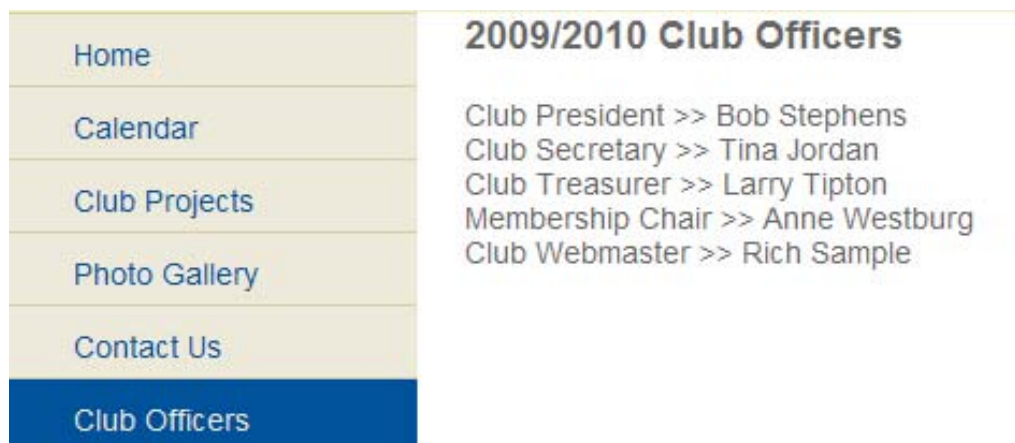 Home
Calendar
Club Projects
Photo Gallery
Contact Us
Club Officers
2009/2010 Club Officers
Club President >> Bob Stephens
Club Secretary >> Tina Jordan
Club Treasurer >> Larry Tipton
Membership Chair >> Anne Westburg
Club Webmaster >> Rich Sample